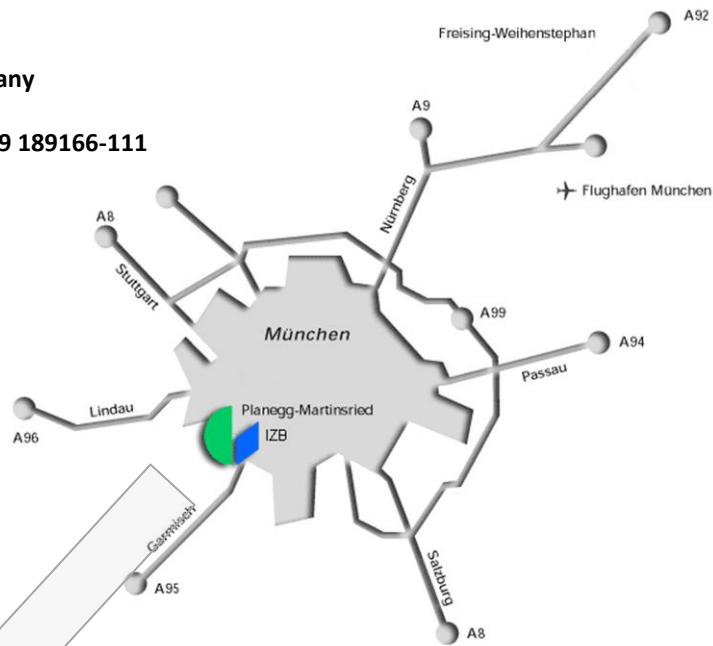 any
9 189166-111
A92
Freising-Weihenstephan
A9
Nürnberg
Flughafen München
A8
Stuttgart
A99
München
A94
Passau
Lindau
A96
Planegg-Martinsried
IZB
Garmisch
A95
Salzburg
A8